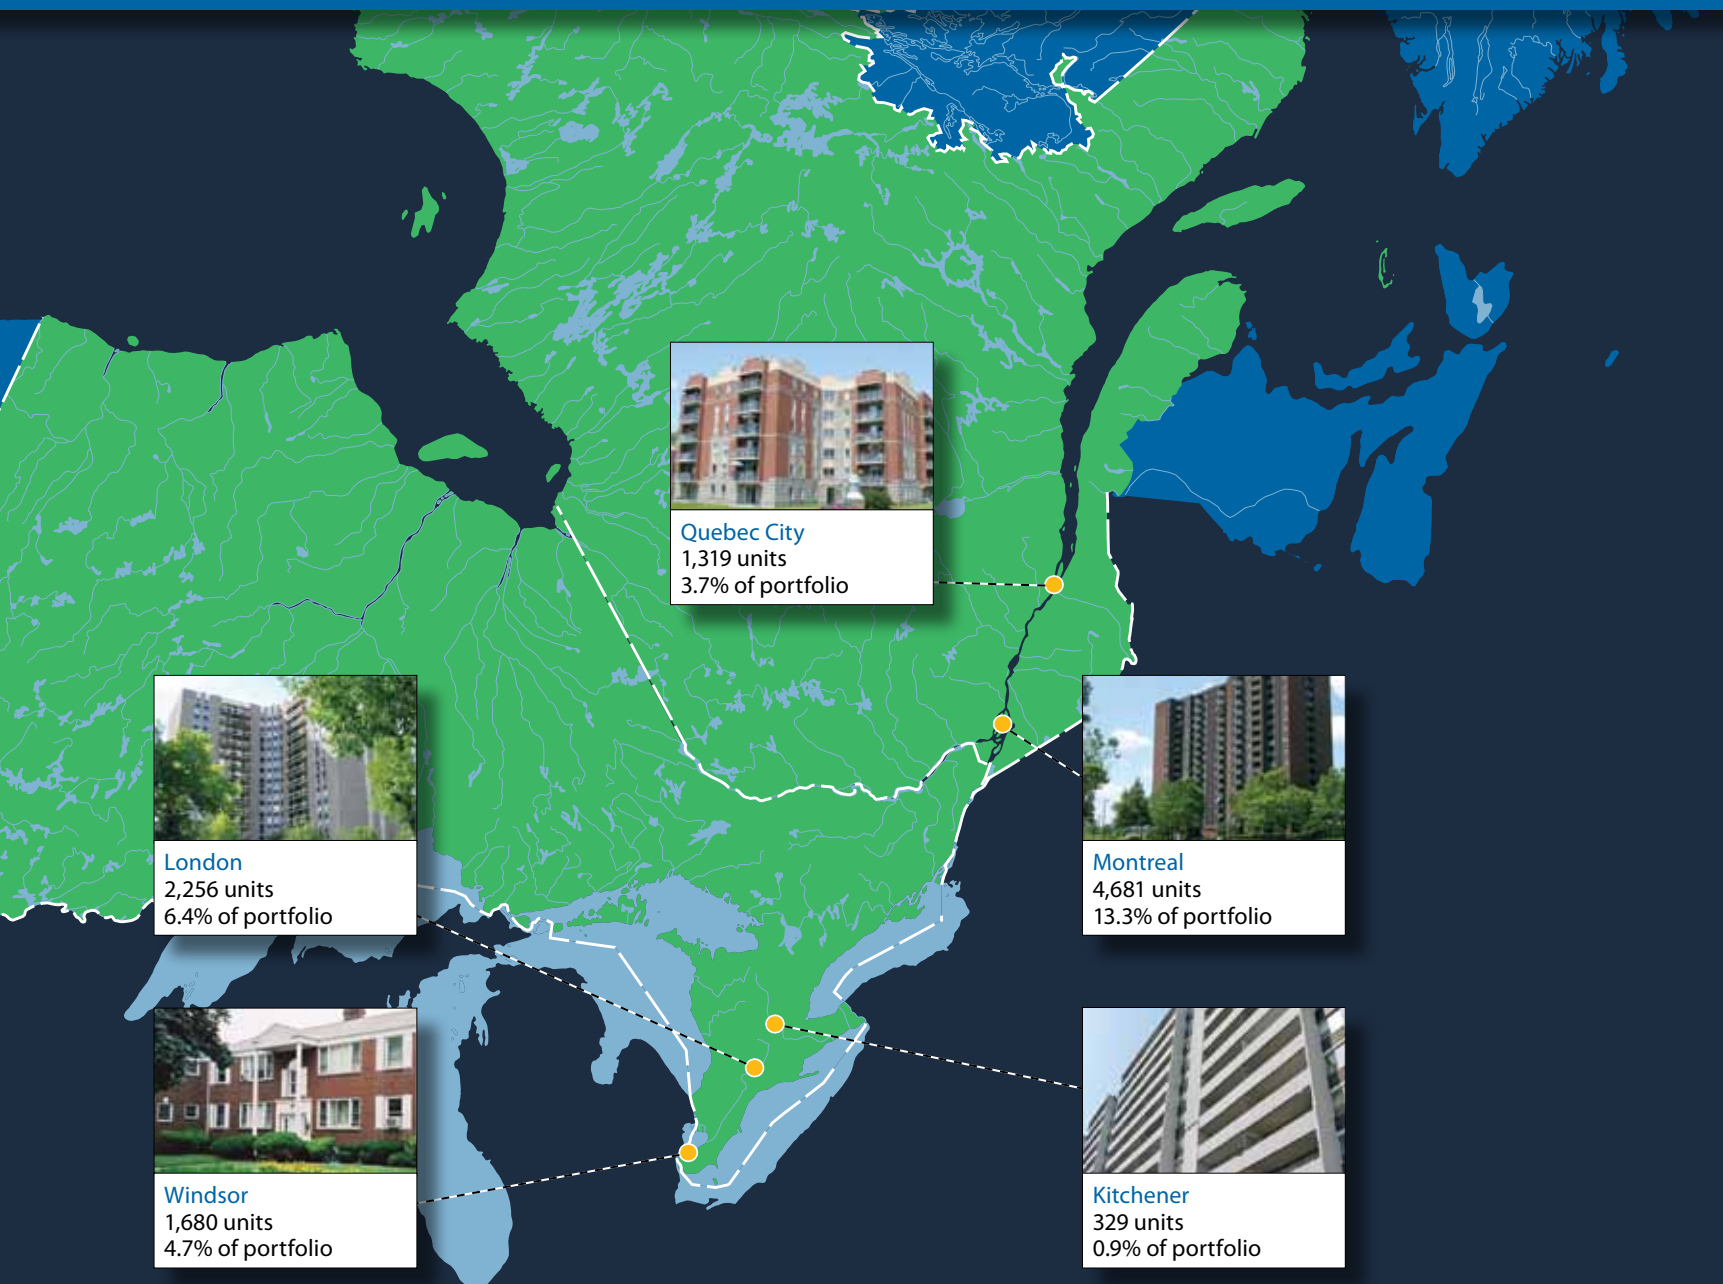 Quebec City
1,319 units
3.7% of portfolio
London
2,256 units
6.4% of portfolio
Montreal
4,681 units
13.3% of portfolio
Windsor
1,680 units
4.7% of portfolio
Kitchener
329 units
0.9% of portfolio